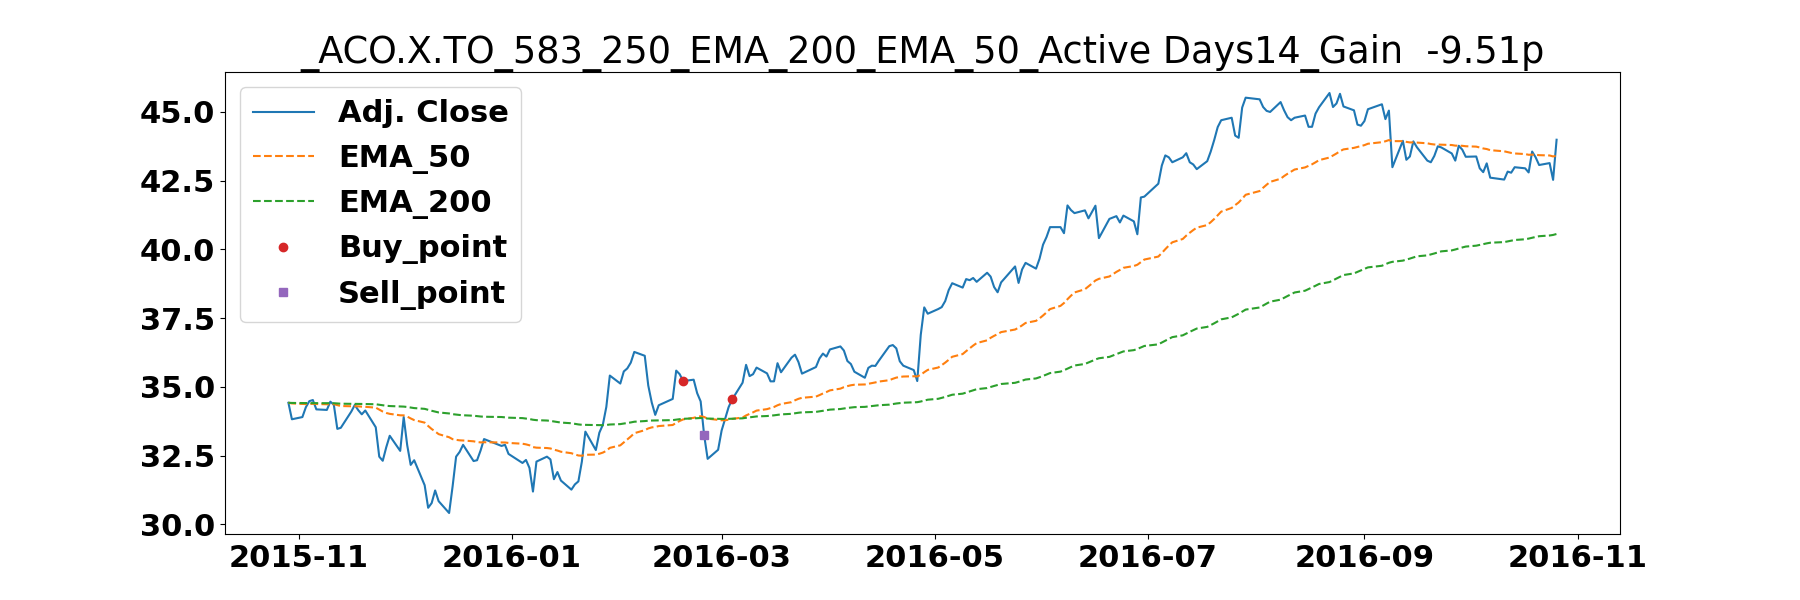 _ACO.X.TO_583_250_EMA_200_EMA_50_Active Days14_Gain  -9.51p
45.0
42.5
40.0
37.5
35.0
32.5
30.0
Adj. Close
EMA_50
EMA_200
Buy_point
Sell_point
2015-11 2016-01 2016-03 2016-05 2016-07 2016-09 2016-11